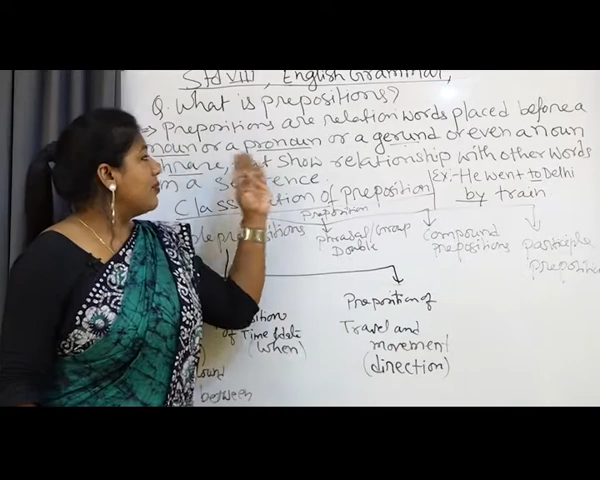 Std VIII, English Grammar,
Q. What is prepositions?
⇒ Prepositions are relation words placed before a
noun or a pronoun or a gerund or even a noun
show relationship with other words
in a sentence. Ex:- He went to Delhi
Classification of preposition by train
preposition
prepositions phrasal/Group Compound Participle
Double prepositions preposition
Preposition of
of Time & date Travel and
(when) movement
(direction)
between